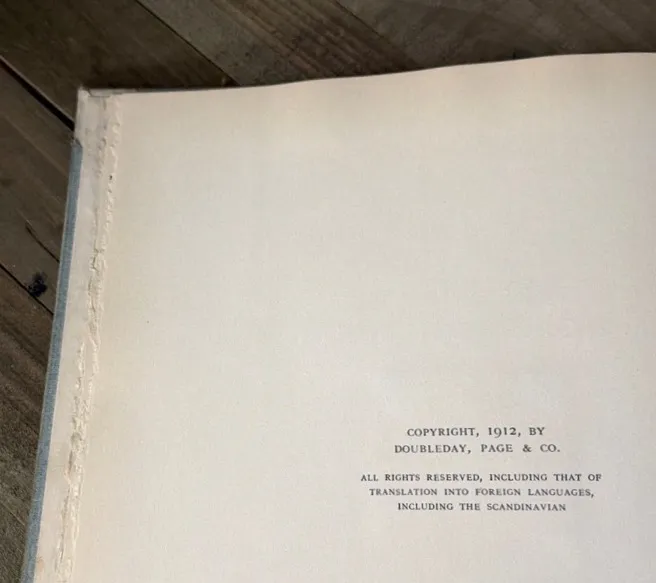 COPYRIGHT, 1912, BY
DOUBLEDAY, PAGE & CO.
ALL RIGHTS RESERVED, INCLUDING THAT OF
TRANSLATION INTO FOREIGN LANGUAGES,
INCLUDING THE SCANDINAVIAN